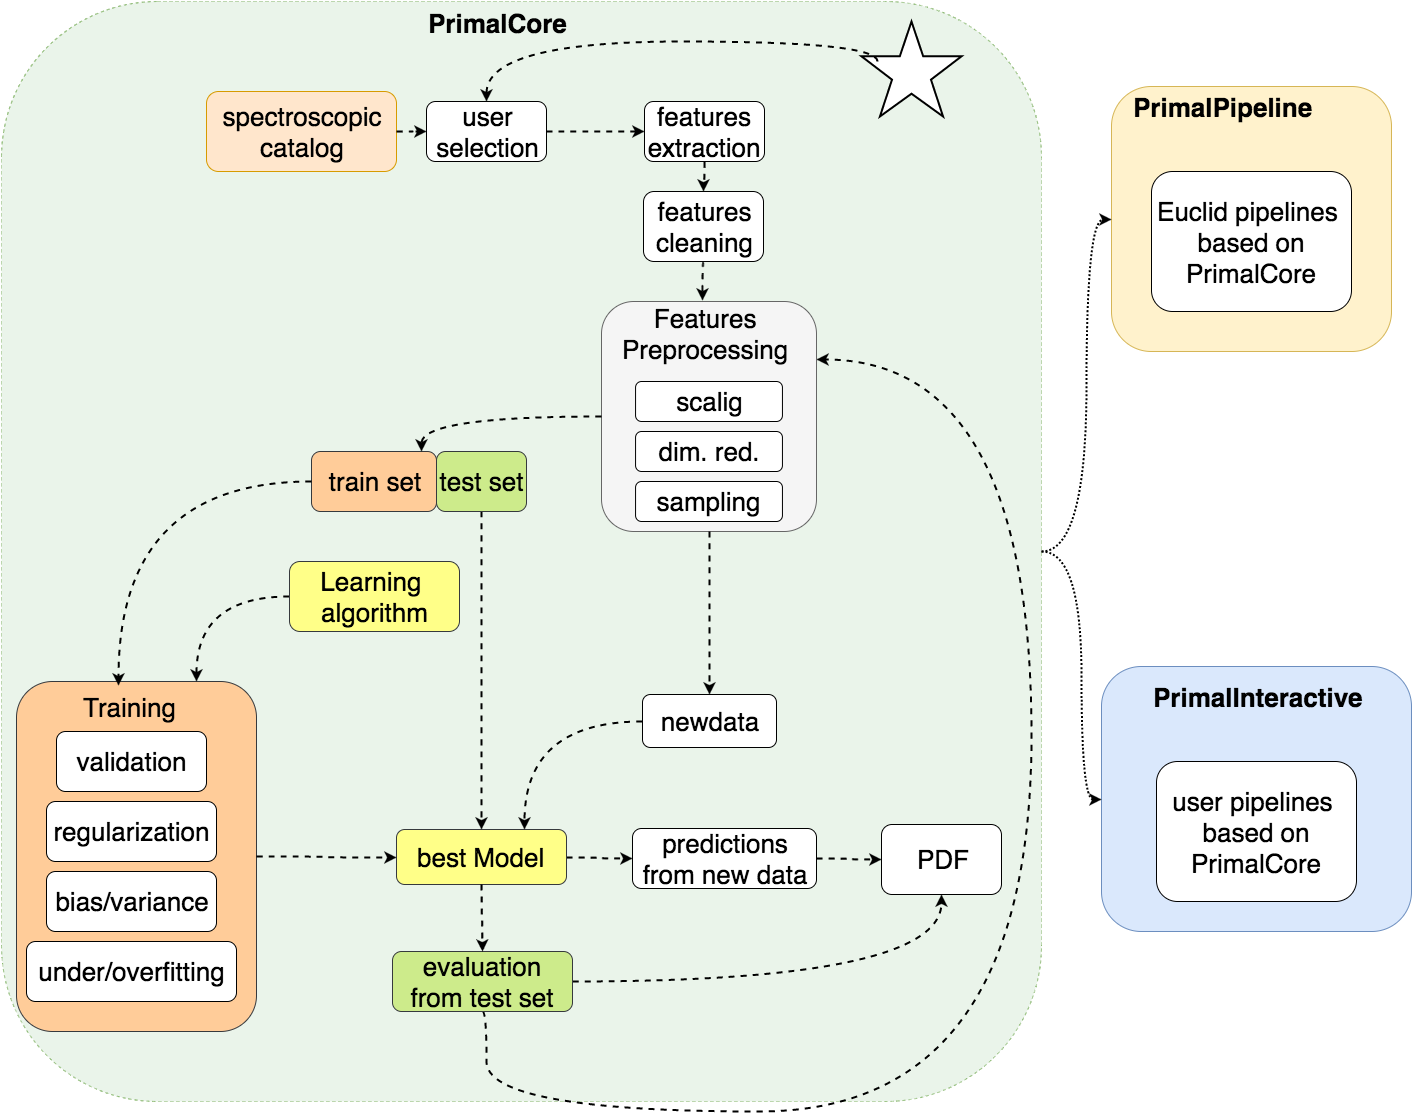 PrimalCore
spectroscopic
catalog
user
selection
features
extraction
features
cleaning
Features
Preprocessing
scalig
dim. red.
sampling
train set
test set
Learning
algorithm
Training
validation
regularization
bias/variance
under/overfitting
newdata
best Model
predictions
from new data
PDF
evaluation
from test set
PrimalPipeline
Euclid pipelines
based on
PrimalCore
PrimalInteractive
user pipelines
based on
PrimalCore